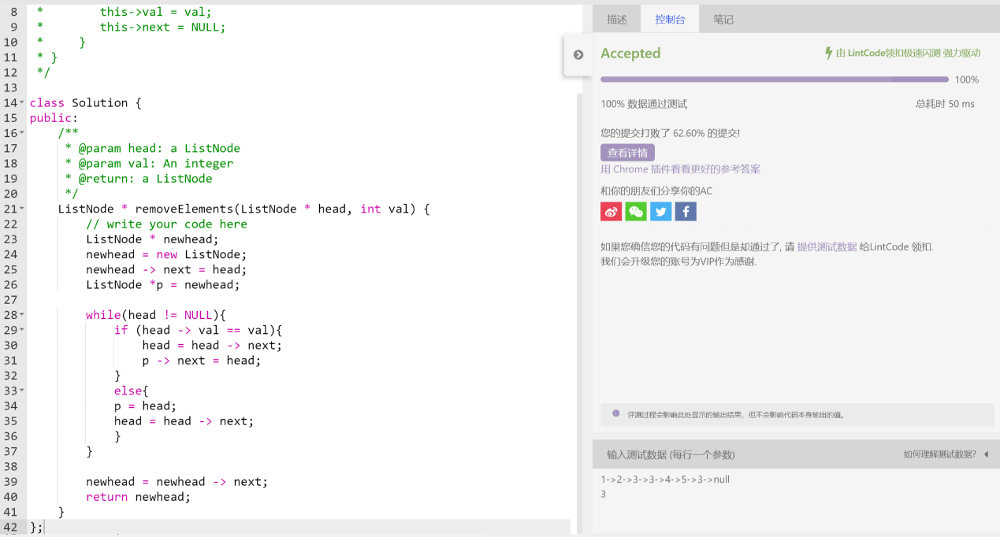 8 *        this->val = val;
9 *        this->next = NULL;
10 *     }
11 * }
12 */
13
14 class Solution {
15 public:
16     /**
17      * @param head: a ListNode
18      * @param val: An integer
19      * @return: a ListNode
20      */
21     ListNode * removeElements(ListNode * head, int val) {
22         // write your code here
23         ListNode * newhead;
24         newhead = new ListNode;
25         newhead -> next = head;
26         ListNode *p = newhead;
27
28         while(head != NULL){
29             if (head -> val == val){
30                 head = head -> next;
31                 p -> next = head;
32             }
33             else{
34             p = head;
35             head = head -> next;
36             }
37         }
38
39         newhead = newhead -> next;
40         return newhead;
41     }
42 };
描述 控制台 笔记
Accepted 由 LintCode领扣极速闪测 强力驱动
100%
100% 数据通过测试 总耗时 50 ms
您的提交打败了 62.60% 的提交!
查看详情
用 Chrome 插件看看更好的参考答案
和你的朋友们分享你的AC
如果您确信您的代码有问题但是却通过了, 请 提供测试数据 给LintCode 领扣.
我们会升级您的账号为VIP作为感谢.
评测过程会影响此处显示的输出结果，但不会影响代码本身输出的值。
输入测试数据 (每行一个参数) 如何理解测试数据?
1->2->3->3->4->5->3->null
3